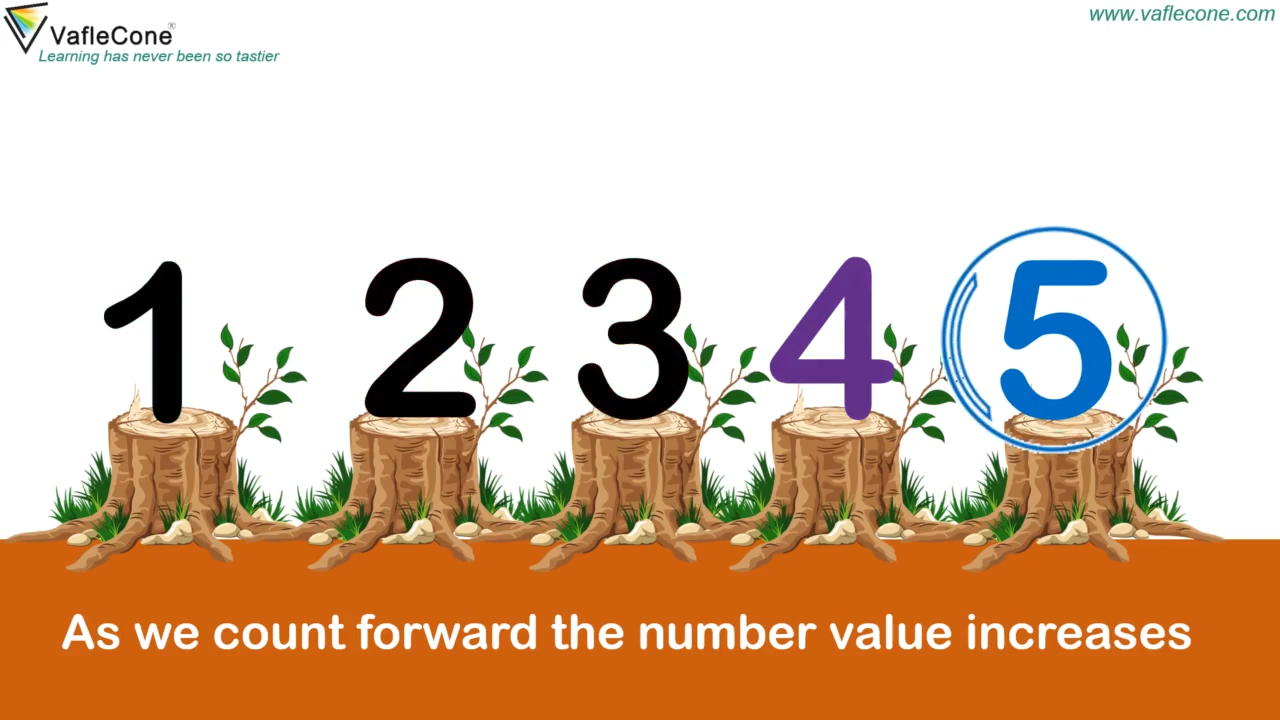 VafleCone®
Learning has never been so tastier
www.vaflecone.com
1 2 3 4 5
As we count forward the number value increases